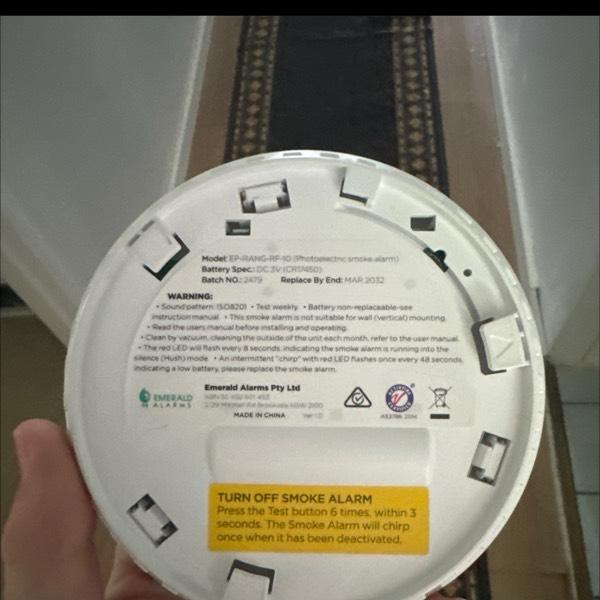 Model: EP-RANG-RF-10 (Photoelectric smoke alarm)
Battery Spec: DC 3V (CR17450)
Batch NO.: 2479 Replace By End: MAR 2032
WARNING:
• Sound pattern: ISO8201 • Test weekly • Battery non-replaceable-see
instruction manual. • This smoke alarm is not suitable for wall (vertical) mounting.
• Read the users manual before installing and operating.
• Clean by vacuum, cleaning the outside of the unit each month, refer to the user manual.
• The red LED will flash every 8 seconds, indicating the smoke alarm is running into the
silence (Hush) mode • An intermittent "chirp" with red LED flashes once every 48 seconds,
indicating a low battery, please replace the smoke alarm.
EMERALD
ALARMS
Emerald Alarms Pty Ltd
NSW 2100
MADE IN CHINA Ver 1.0
AS3786: 2014
TURN OFF SMOKE ALARM
Press the Test button 6 times, within 3
seconds. The Smoke Alarm will chirp
once when it has been deactivated.